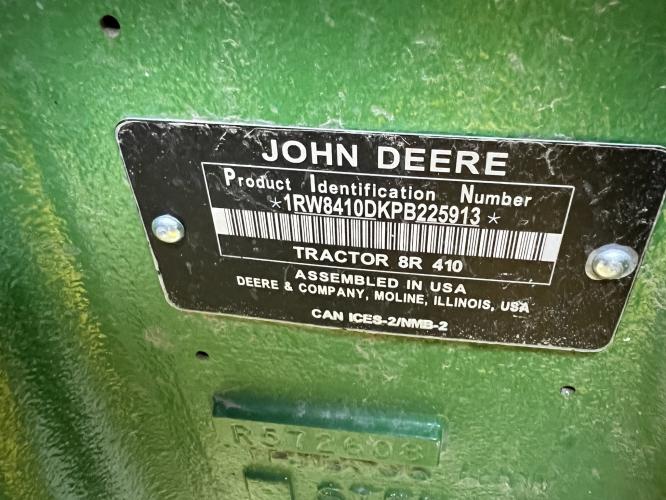 JOHN DEERE
Product Identification Number
*1RW8410DKPB225913*
TRACTOR 8R 410
ASSEMBLED IN USA
DEERE & COMPANY, MOLINE, ILLINOIS, USA
CAN ICES-2/NMB-2
R572608